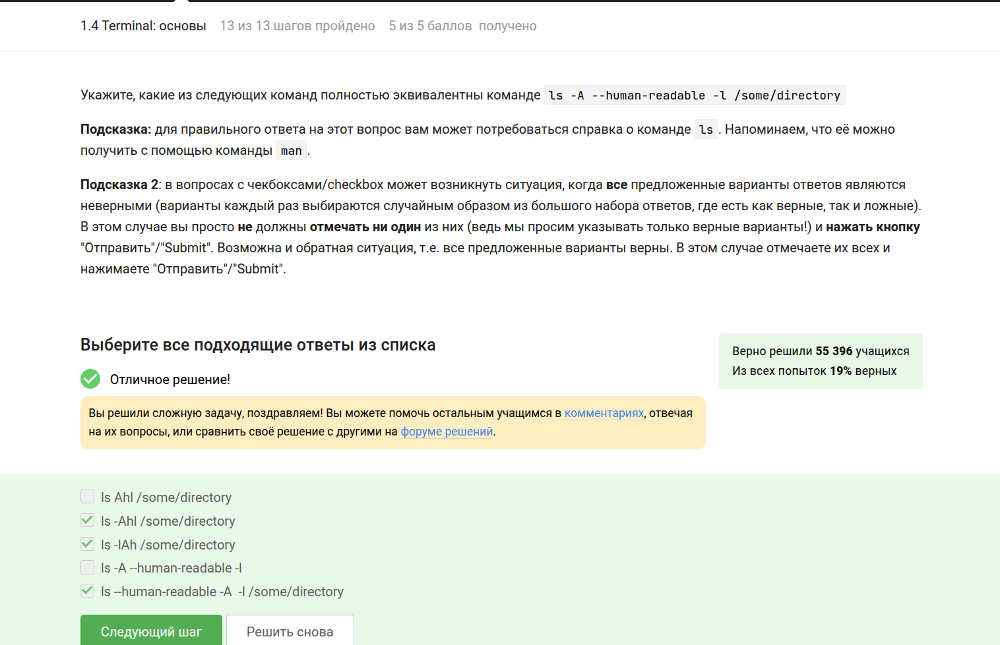 1.4 Terminal: основы 13 из 13 шагов пройдено 5 из 5 баллов получено
Укажите, какие из следующих команд полностью эквивалентны команде ls -A --human-readable -l /some/directory
Подсказка: для правильного ответа на этот вопрос вам может потребоваться справка о команде ls. Напоминаем, что её можно
получить с помощью команды man.
Подсказка 2: в вопросах с чекбоксами/checkbox может возникнуть ситуация, когда все предложенные варианты ответов являются
неверными (варианты каждый раз выбираются случайным образом из большого набора ответов, где есть как верные, так и ложные).
В этом случае вы просто не должны отмечать ни один из них (ведь мы просим указывать только верные варианты!) и нажать кнопку
"Отправить"/"Submit". Возможна и обратная ситуация, т.е. все предложенные варианты верны. В этом случае отмечаете их всех и
нажимаете "Отправить"/"Submit".
Выберите все подходящие ответы из списка
Верно решили 55 396 учащихся
Из всех попыток 19% верных
Отличное решение!
Вы решили сложную задачу, поздравляем! Вы можете помочь остальным учащимся в комментариях, отвечая
на их вопросы, или сравнить своё решение с другими на форуме решений.
ls Ahl /some/directory
ls -Ahl /some/directory
ls -lAh /some/directory
ls -A --human-readable -l
ls --human-readable -A  -l /some/directory
Следующий шаг
Решить снова